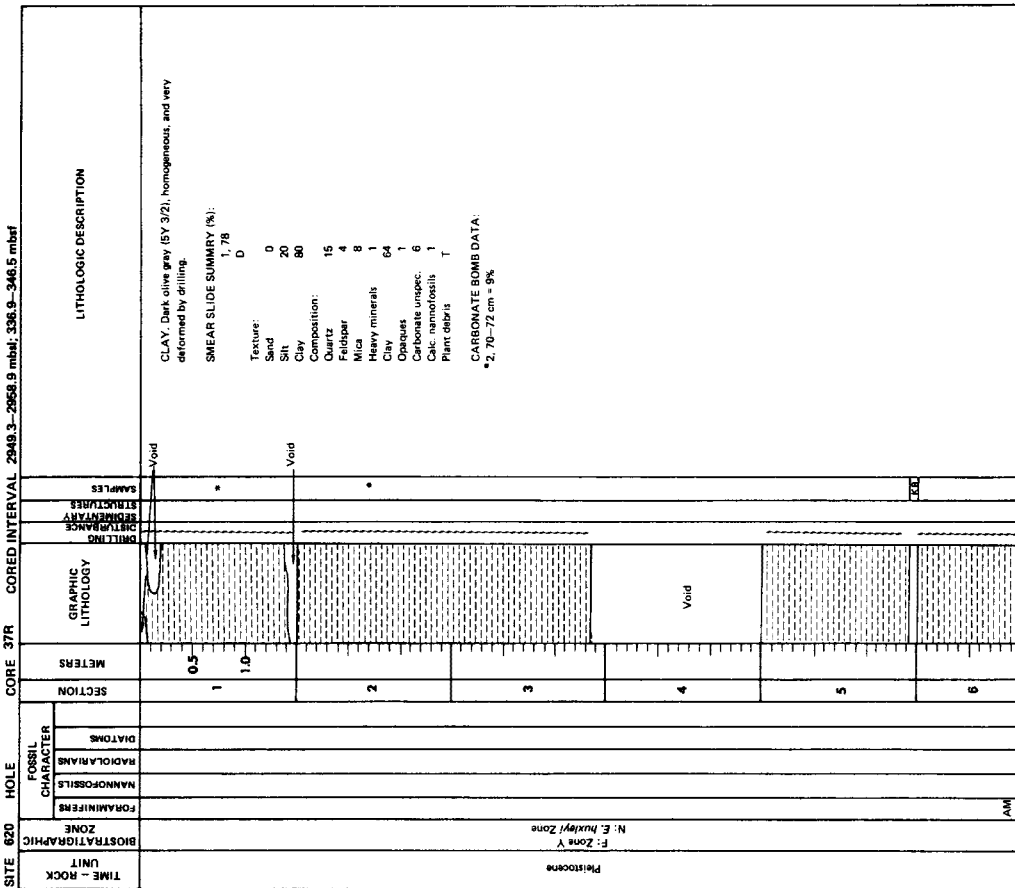 SITE 620 HOLE CORE 37R CORED INTERVAL 2949.3–2958.9 mbsl; 336.9–346.5 mbsf
TIME – ROCK
UNIT
BIOSTRATIGRAPHIC
ZONE
FOSSIL
CHARACTER
FORAMINIFERS
NANNOFOSSILS
RADIOLARIANS
DIATOMS
SECTION
METERS
GRAPHIC
LITHOLOGY
DRILLING
DISTURBANCE
SEDIMENTARY
STRUCTURES
SAMPLES
LITHOLOGIC DESCRIPTION
Pleistocene
F: Zone Y
N: E. huxleyi Zone
AM
1
2
3
4
5
6
0.5
1.0
Void
Void
Void
*
*
KR
CLAY. Dark olive gray (5Y 3/2), homogeneous, and very
deformed by drilling.
SMEAR SLIDE SUMMRY (%):
1, 78
D
Texture:
Sand 0
Silt 20
Clay 80
Composition:
Quartz 15
Feldspar 4
Mica 8
Heavy minerals 1
Clay 64
Opaques 1
Carbonate unspec. 6
Calc. nannofossils 1
Plant debris T
CARBONATE BOMB DATA:
* 2, 70–72 cm = 9%